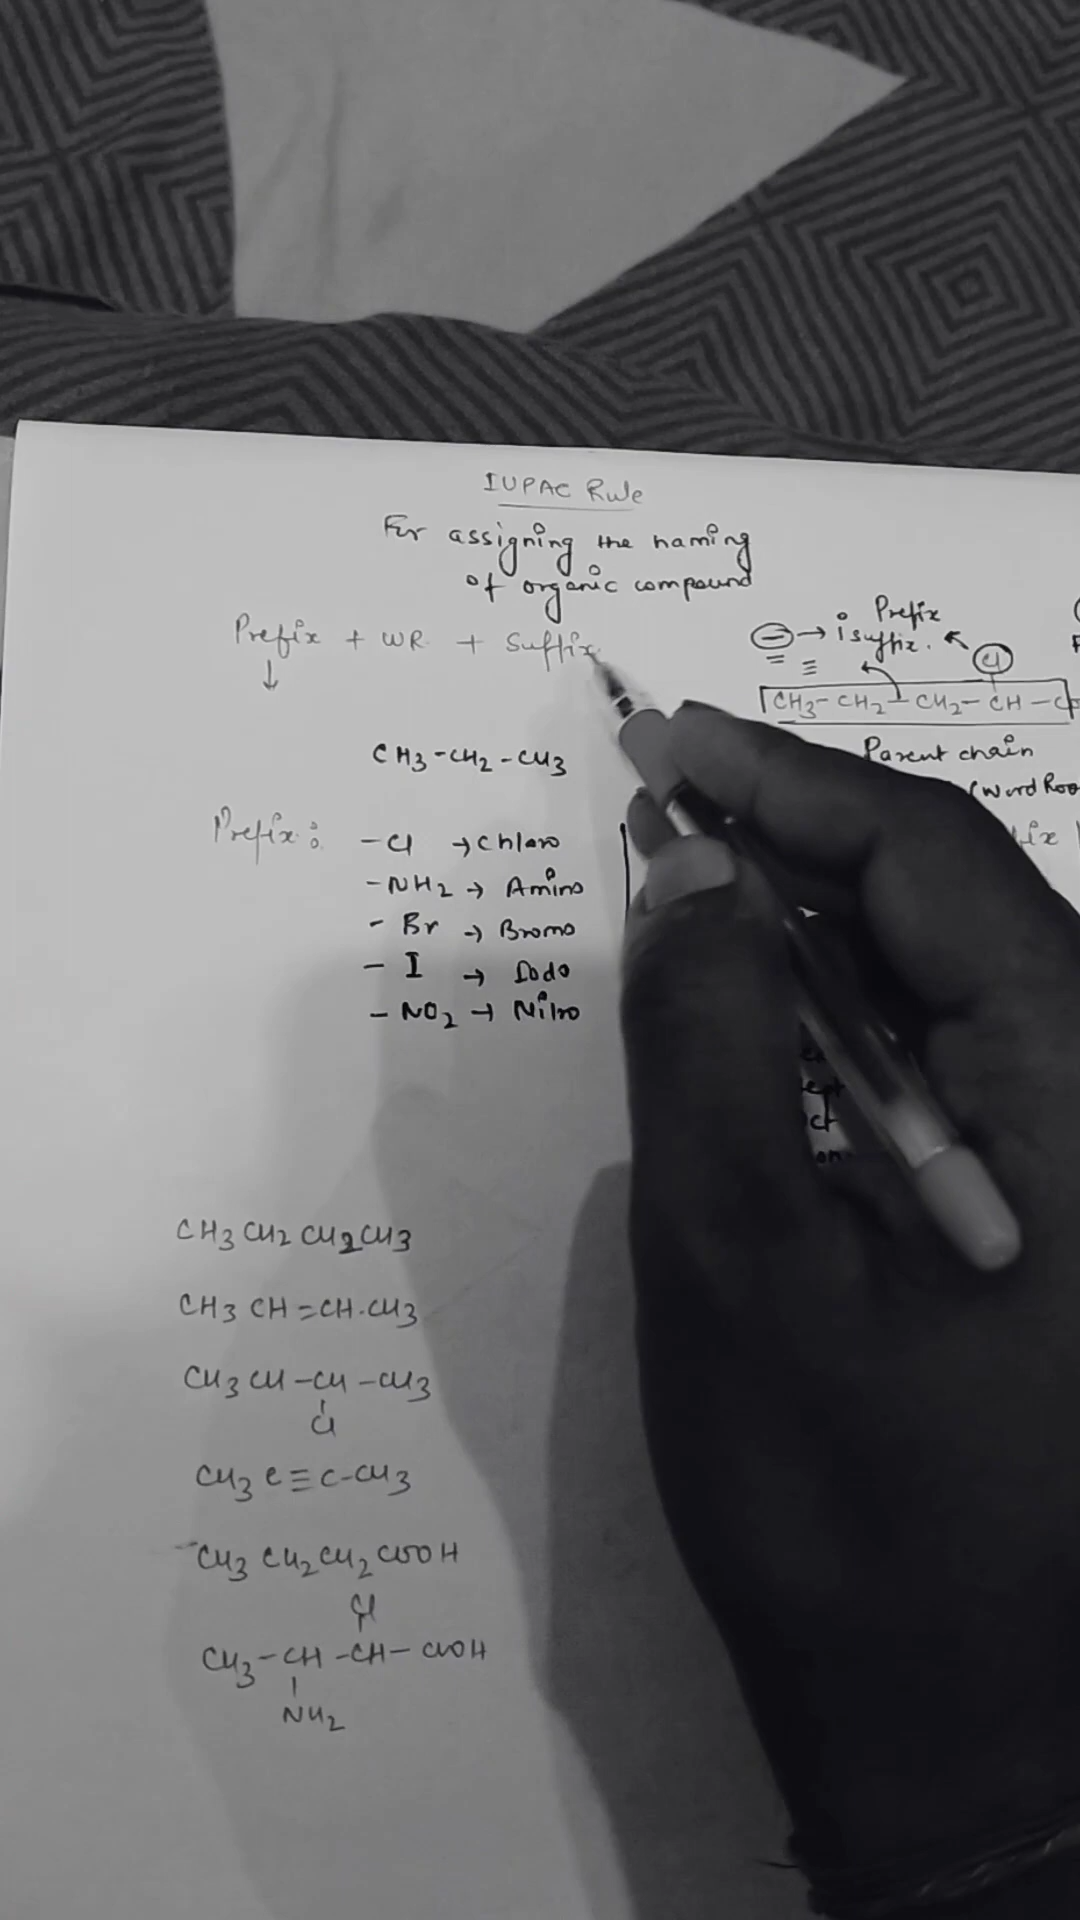 IUPAC Rule
For assigning the naming
of organic compound
Prefix + WR + Suffix
↓
Prefix
= → i suffix.
≡
Cl
CH3-CH2-CH2-CH-
Parent chain
CH3-CH2-CH3
Prefix: -Cl → Chloro
-NH2 → Amino
- Br → Bromo
- I → Iodo
- NO2 → Nitro
CH3 CH2 CH2 CH3
CH3 CH=CH-CH3
CH3 CH-CH-CH3
Cl
CH3 C≡C-CH3
CH3 CH2 CH2 COOH
Cl
CH3-CH-CH-COOH
NH2